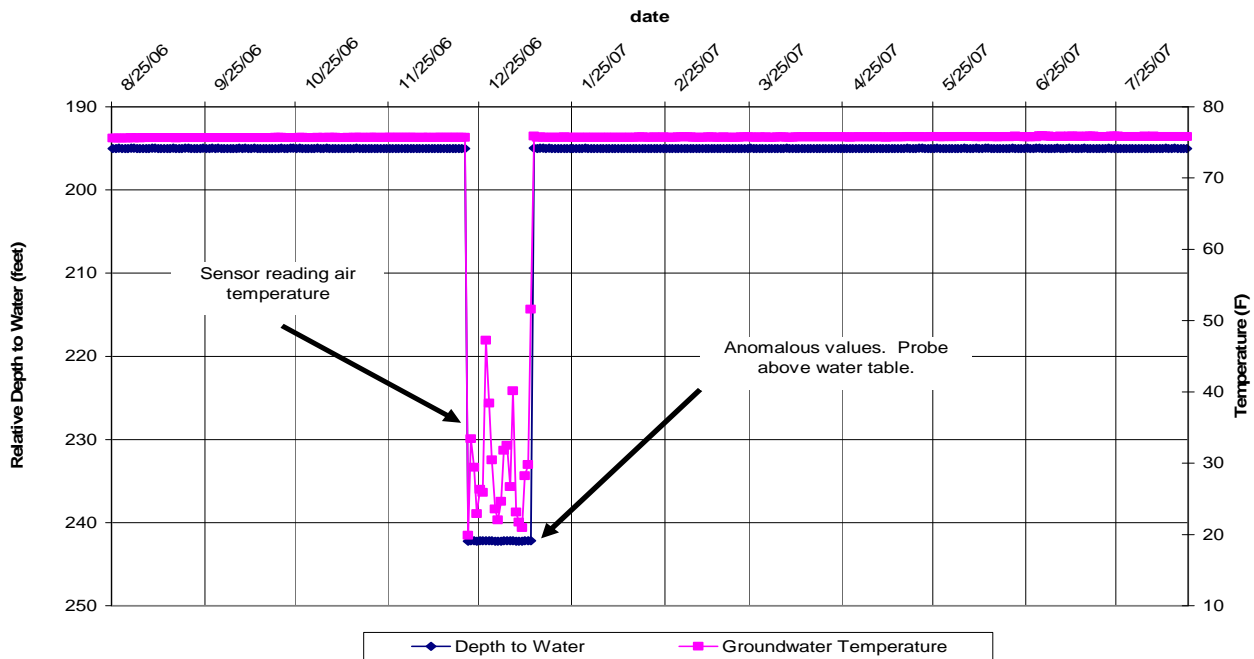 date
8/25/06 9/25/06 10/25/06 11/25/06 12/25/06 1/25/07 2/25/07 3/25/07 4/25/07 5/25/07 6/25/07 7/25/07
Relative Depth to Water (feet)
190
200
210
220
230
240
250
80
70
60
50
40
30
20
10
Temperature (F)
Sensor reading air
temperature
Anomalous values. Probe
above water table.
Depth to Water
Groundwater Temperature